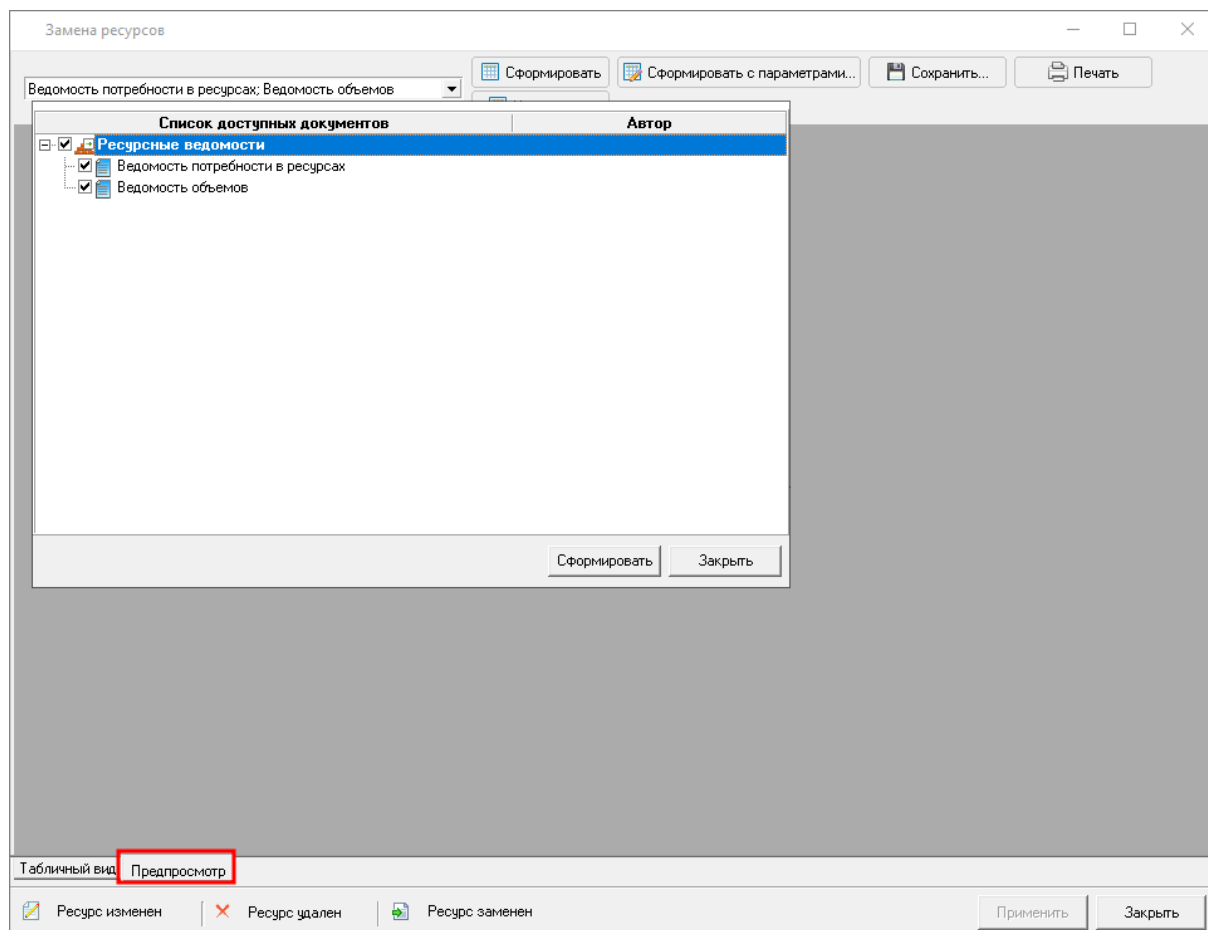 Замена ресурсов
Ведомость потребности в ресурсах; Ведомость объемов
Сформировать
Сформировать с параметрами...
Сохранить...
Печать
Список доступных документов
Автор
Ресурсные ведомости
Ведомость потребности в ресурсах
Ведомость объемов
Сформировать
Закрыть
Табличный вид
Предпросмотр
Ресурс изменен
Ресурс удален
Ресурс заменен
Применить
Закрыть